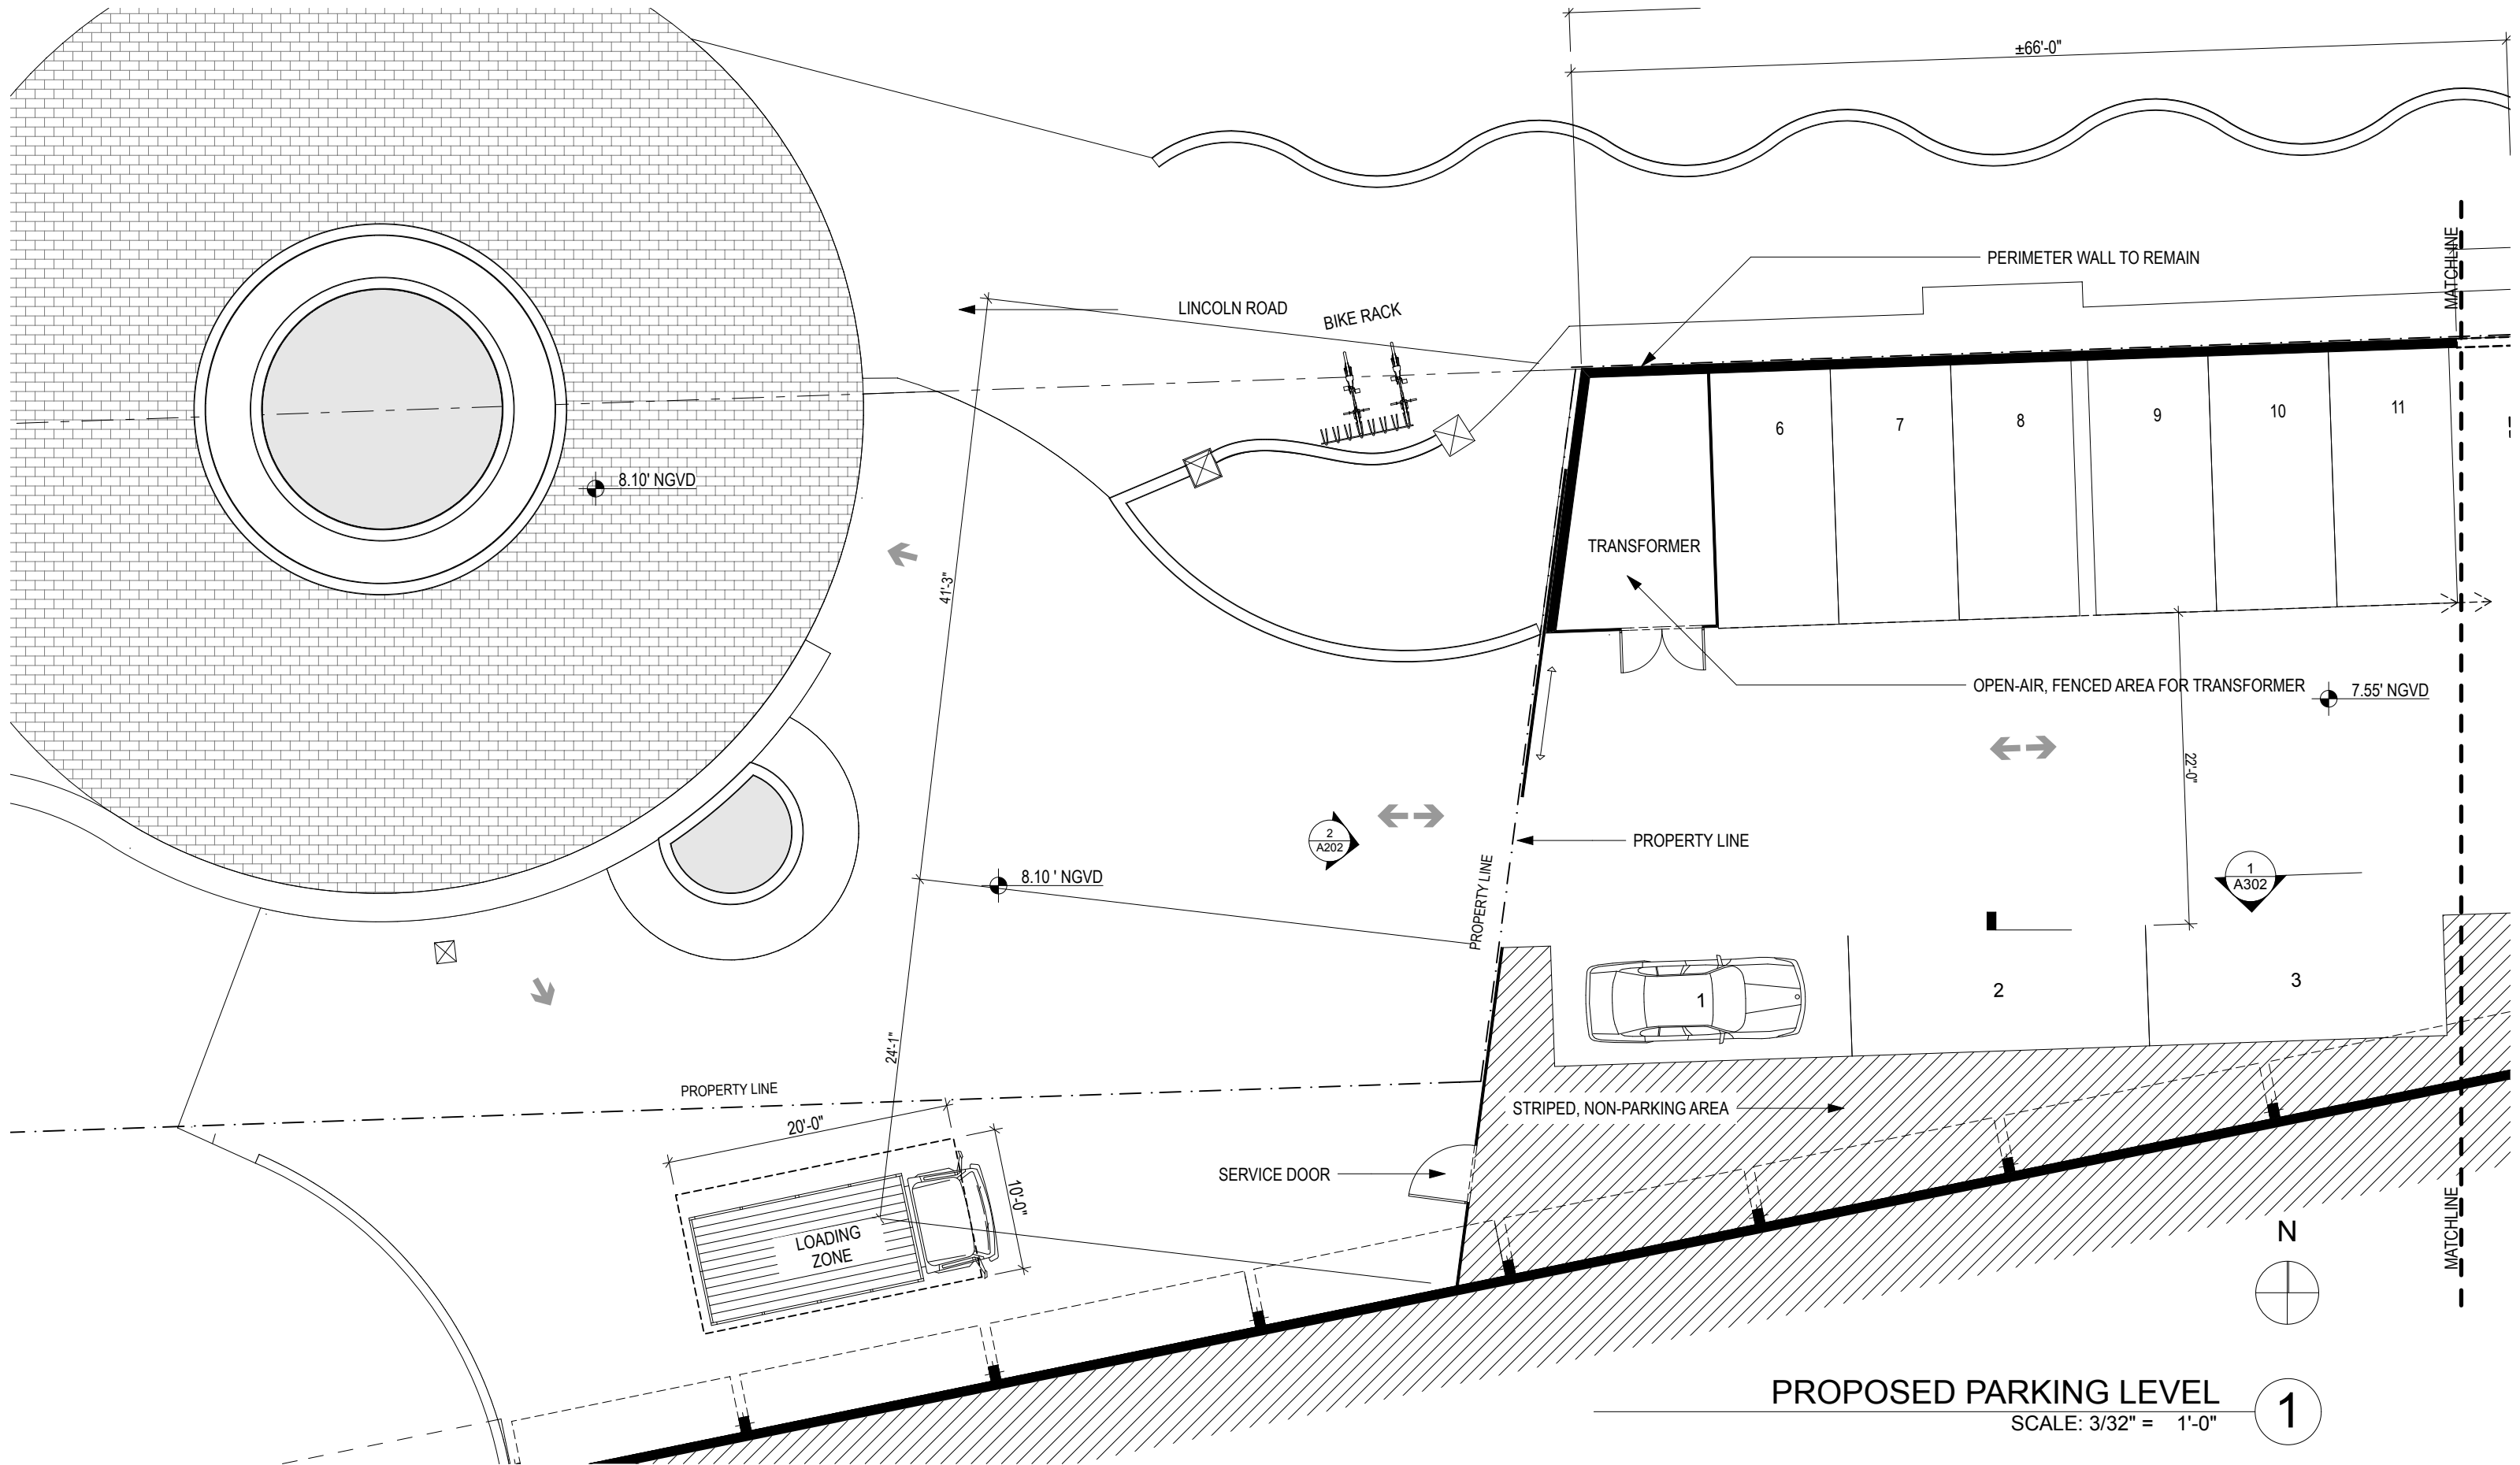 ±66'-0"
MATCHLINE
PERIMETER WALL TO REMAIN
LINCOLN ROAD
BIKE RACK
6
7
8
9
10
11
8.10' NGVD
TRANSFORMER
41'-3"
OPEN-AIR, FENCED AREA FOR TRANSFORMER
7.55' NGVD
22'-0"
2
A202
PROPERTY LINE
PROPERTY LINE
8.10 ' NGVD
1
A302
1
2
3
24'-1"
PROPERTY LINE
20'-0"
10'-0"
LOADING
ZONE
STRIPED, NON-PARKING AREA
SERVICE DOOR
MATCHLINE
N
PROPOSED PARKING LEVEL
SCALE: 3/32" = 1'-0"
1